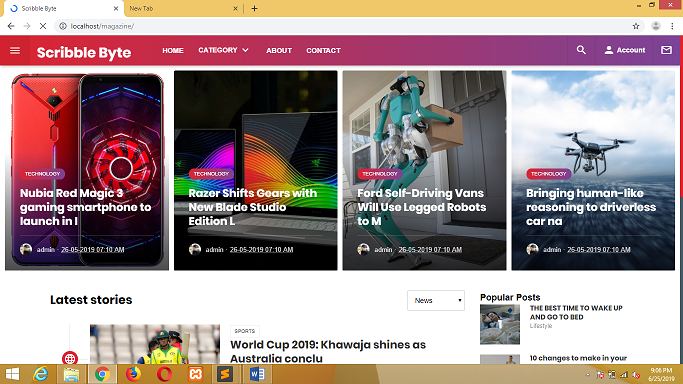 Scribble Byte
New Tab
localhost/magazine/
Scribble Byte
HOME
CATEGORY
ABOUT
CONTACT
Account
TECHNOLOGY
Nubia Red Magic 3
gaming smartphone to
launch in I
admin - 26-05-2019 07:10 AM
TECHNOLOGY
Razer Shifts Gears with
New Blade Studio
Edition L
admin - 26-05-2019 07:10 AM
TECHNOLOGY
Ford Self-Driving Vans
Will Use Legged Robots
to M
admin - 26-05-2019 07:10 AM
TECHNOLOGY
Bringing human-like
reasoning to driverless
car na
admin - 26-05-2019 07:10 AM
Latest stories
News
SPORTS
World Cup 2019: Khawaja shines as
Australia conclu
Popular Posts
THE BEST TIME TO WAKE UP
AND GO TO BED
Lifestyle
10 changes to make in your
9:06 PM
6/25/2019